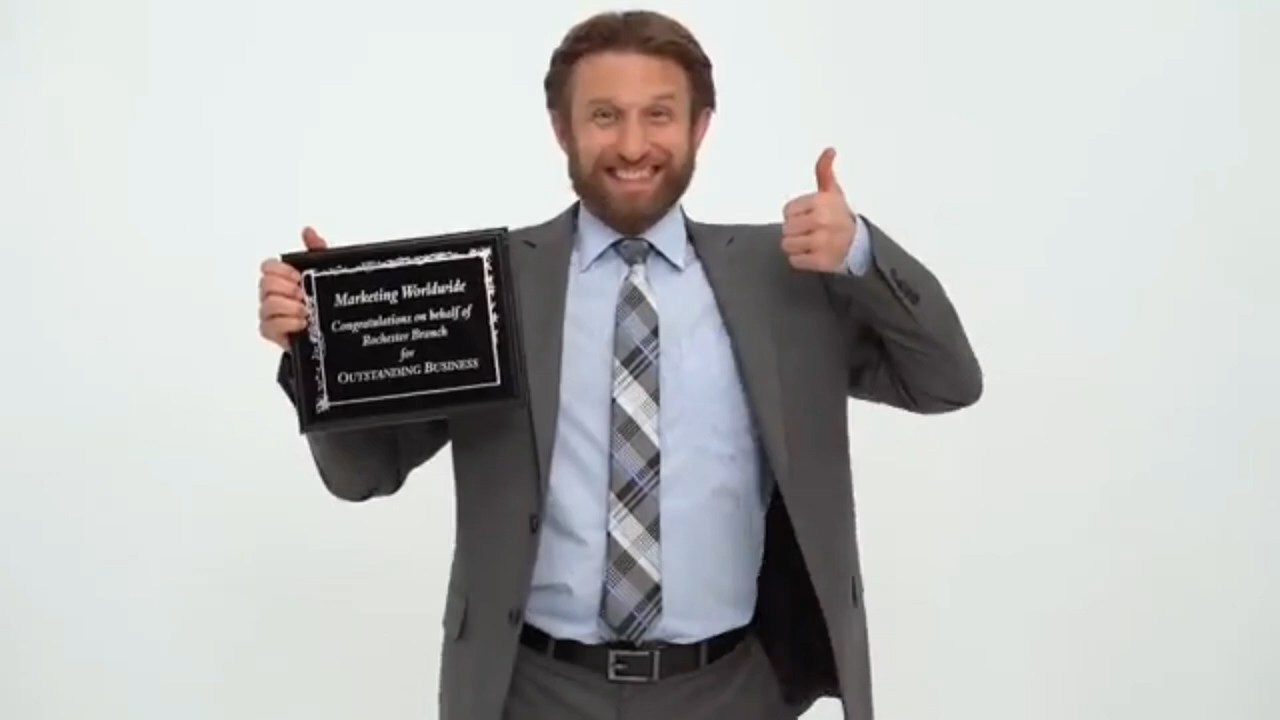 Marketing Worldwide
Congratulations on behalf of
Rochester Branch
for
OUTSTANDING BUSINESS